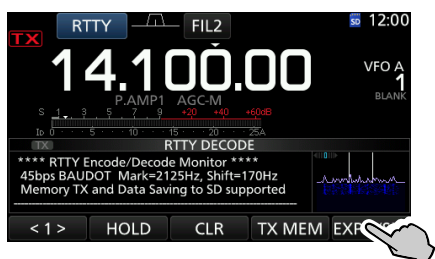 TX RTTY FIL2 SD 12:00
14.100.00 VFO A
1
P.AMP1 AGC-M BLANK
S 1 3 5 7 9 +20 +40 +60dB
ID 0 5 10 15 20 25A
TX RTTY DECODE
**** RTTY Encode/Decode Monitor ****
45bps BAUDOT Mark=2125Hz, Shift=170Hz
Memory TX and Data Saving to SD supported
< 1 > HOLD CLR TX MEM